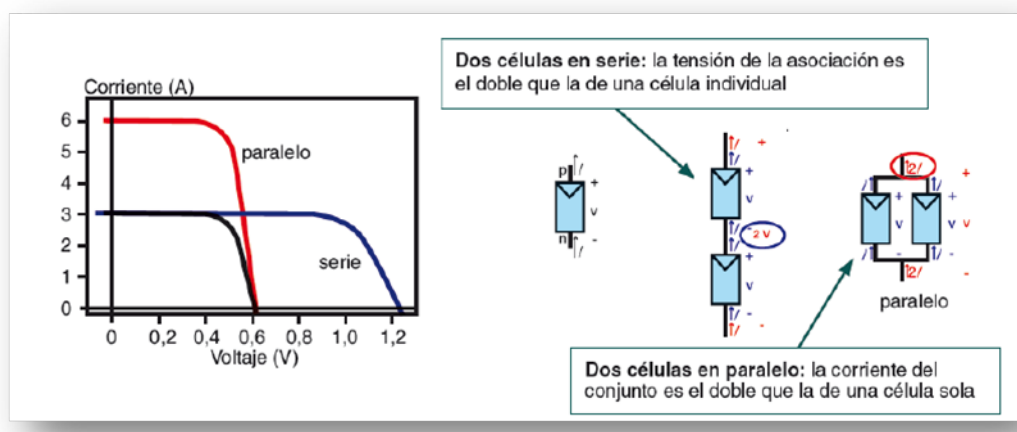 Corriente (A)
6
5
4
3
2
1
0
paralelo
serie
0 0,2 0,4 0,6 0,8 1,0 1,2
Voltaje (V)
Dos células en serie: la tensión de la asociación es
el doble que la de una célula individual
p
I
+
v
n
-
I
I +
I
+
v
I -
2 V
I +
v
I -
I -
2I
I I
+ + +
v v v
I - I -
2I -
paralelo
Dos células en paralelo: la corriente del
conjunto es el doble que la de una célula sola